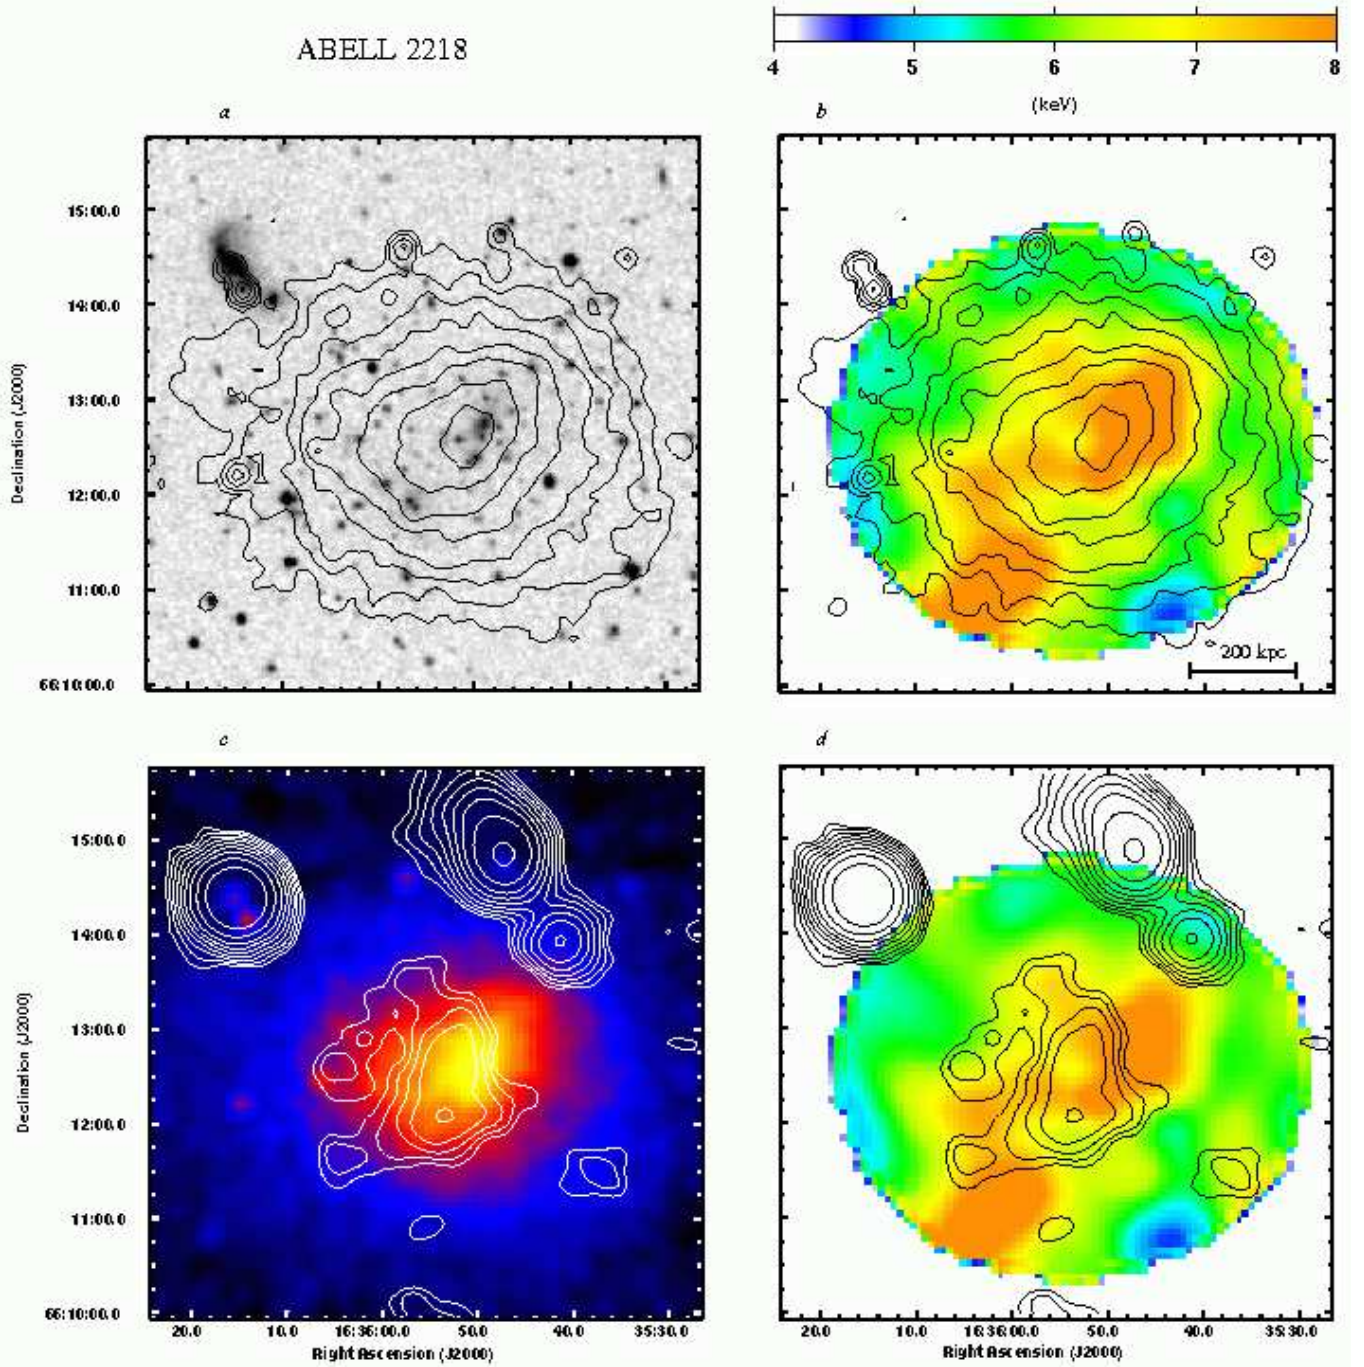 ABELL 2218
4 5 6 7 8
(keV)
a
b
15:00.0
14:00.0
13:00.0
12:00.0
11:00.0
66:10:00.0
Declination (J2000)
1
1
200 kpc
c
d
15:00.0
14:00.0
13:00.0
12:00.0
11:00.0
66:10:00.0
Declination (J2000)
20.0 10.0 16:36:00.0 50.0 40.0 35:30.0
Right Ascension (J2000)
20.0 10.0 16:36:00.0 50.0 40.0 35:30.0
Right Ascension (J2000)